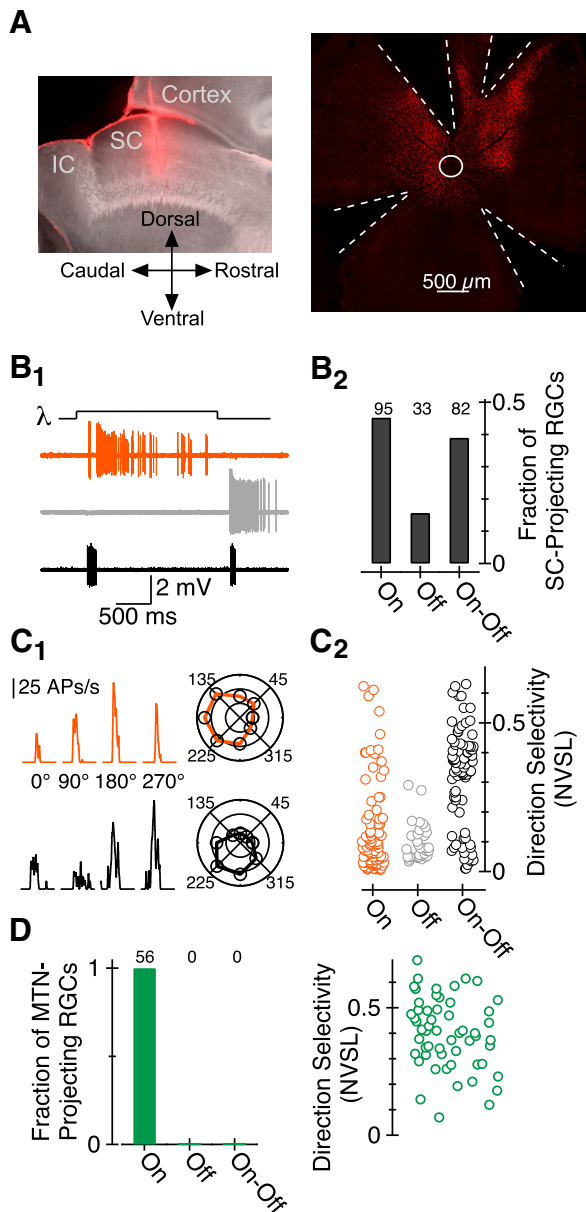 A
Cortex
SC
IC
Dorsal
Caudal
Rostral
Ventral
500 µm
B1
λ
2 mV
500 ms
B2
95
33
82
0.5
0
Fraction of
SC-Projecting RGCs
On
Off
On-Off
C1
25 APs/s
0°
90°
180°
270°
135
45
225
315
135
45
225
315
C2
0.5
0
Direction Selectivity
(NVSL)
On
Off
On-Off
D
56
0
0
1
0
Fraction of MTN-
Projecting RGCs
On
Off
On-Off
0.5
0
Direction Selectivity
(NVSL)